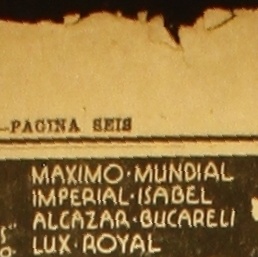 —PAGINA SEIS
MAXIMO·MUNDIAL
IMPERIAL·ISABEL
ALCAZAR·BUCARELI
LUX·ROYAL